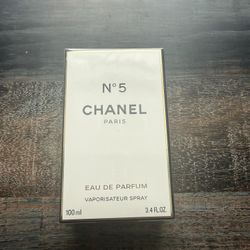 N°5
CHANEL
PARIS
EAU DE PARFUM
VAPORISATEUR SPRAY
100 ml 3.4 FL. OZ.